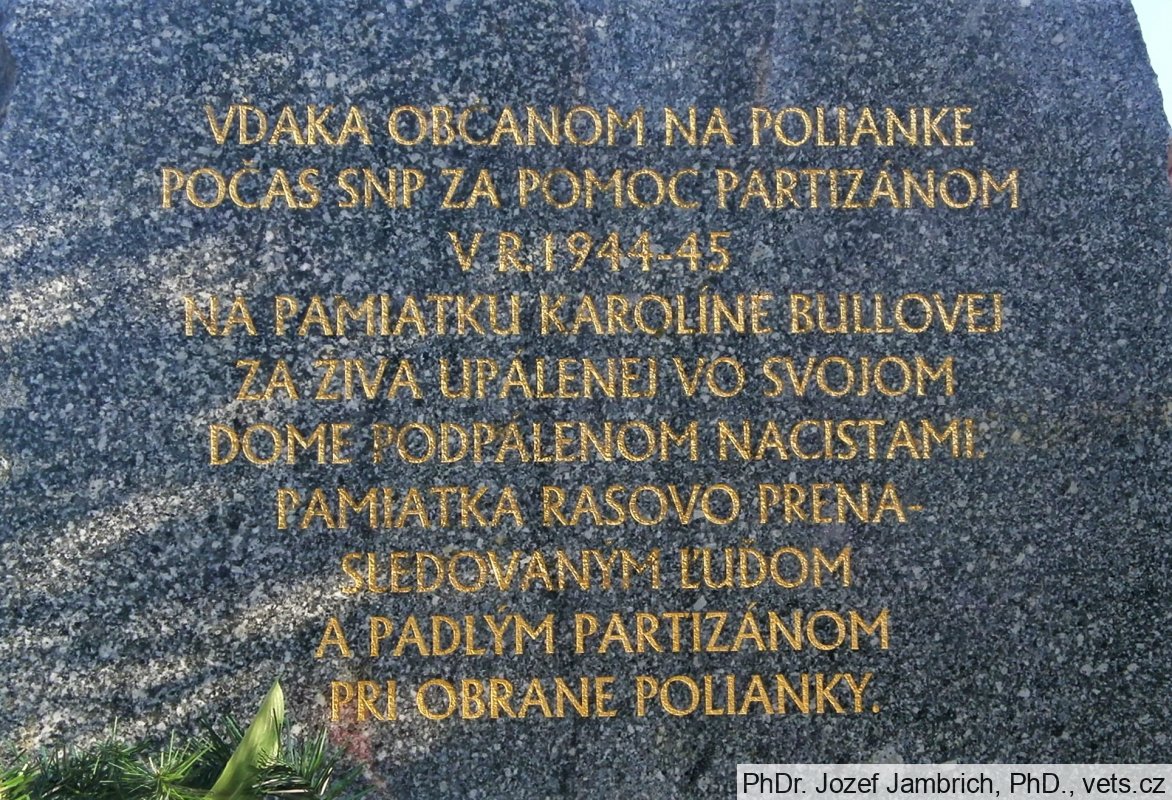 VĎAKA OBČANOM NA POLIANKE
POČAS SNP ZA POMOC PARTIZÁNOM
V R. 1944-45
NA PAMIATKU KAROLÍNE BULLOVEJ
ZA ŽIVA UPÁLENEJ VO SVOJOM
DOME PODPÁLENOM NACISTAMI.
PAMIATKA RASOVO PRENA-
SLEDOVANÝM ĽUĎOM
A PADLÝM PARTIZÁNOM
PRI OBRANE POLIANKY.
PhDr. Jozef Jambrich, PhD., vets.cz